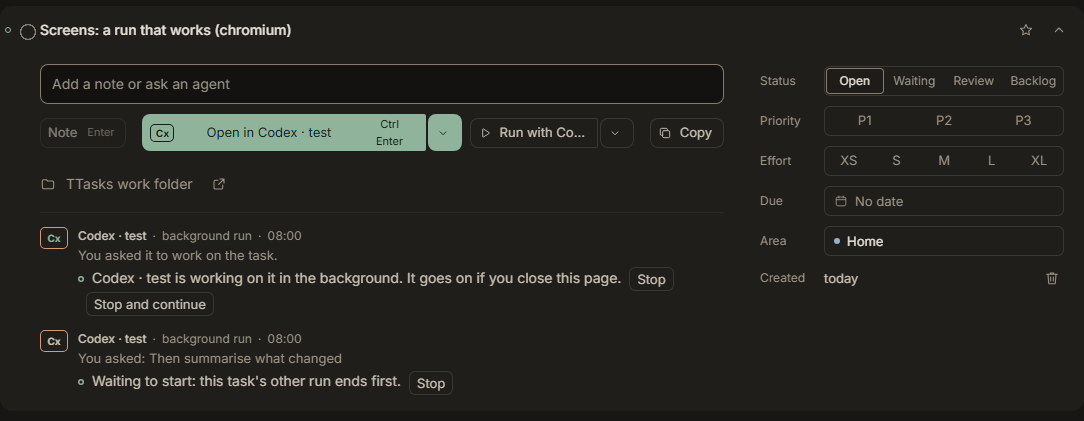 Screens: a run that works (chromium)
Add a note or ask an agent
Note Enter
Cx Open in Codex · test Ctrl Enter
Run with Co...
Copy
TTasks work folder
Cx Codex · test · background run · 08:00
You asked it to work on the task.
Codex · test is working on it in the background. It goes on if you close this page. Stop
Stop and continue
Cx Codex · test · background run · 08:00
You asked: Then summarise what changed
Waiting to start: this task's other run ends first. Stop
Status Open Waiting Review Backlog
Priority P1 P2 P3
Effort XS S M L XL
Due No date
Area Home
Created today